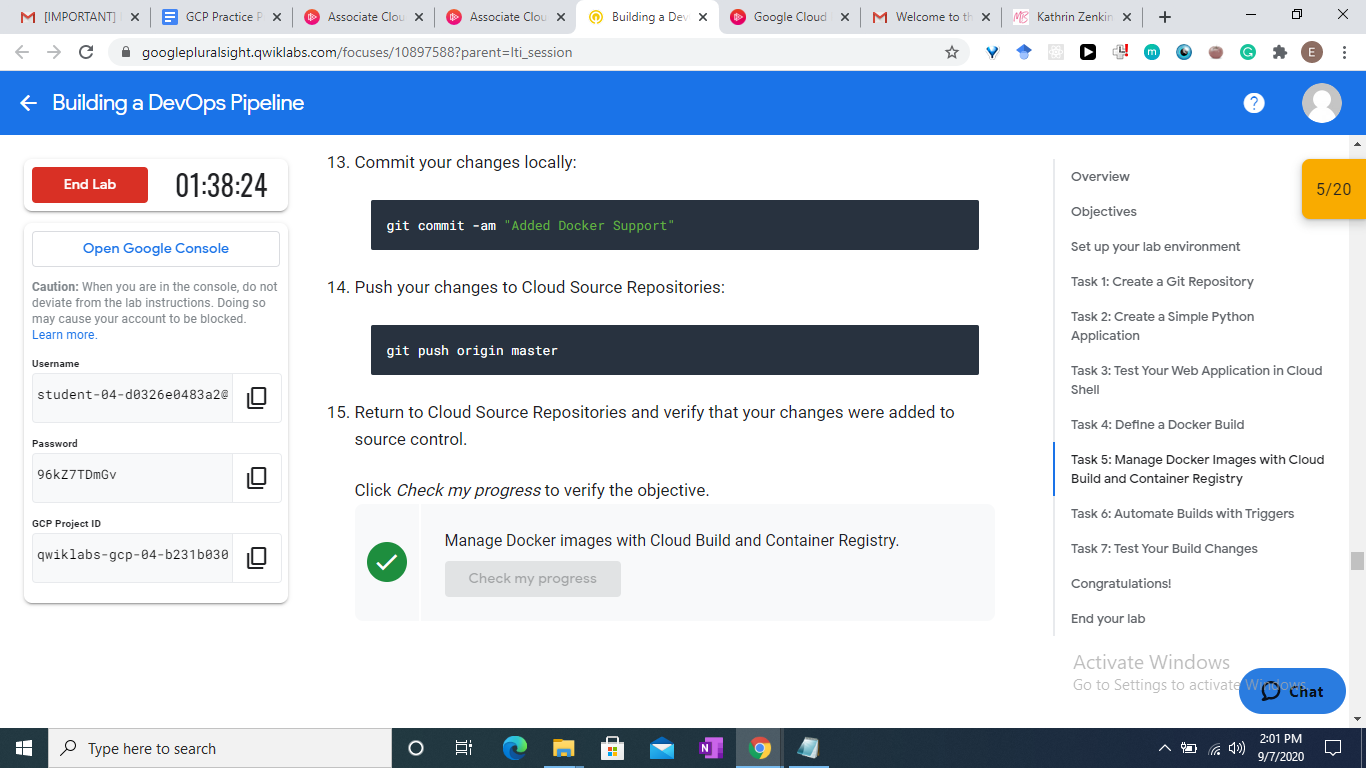 [IMPORTANT]
GCP Practice P
Associate Clou
Associate Clou
Building a Dev
Google Cloud
Welcome to th
Kathrin Zenkin
googlepluralsight.qwiklabs.com/focuses/10897588?parent=lti_session
E
Building a DevOps Pipeline
End Lab
01:38:24
Open Google Console
Caution: When you are in the console, do not
deviate from the lab instructions. Doing so
may cause your account to be blocked.
Learn more.
Username
student-04-d0326e0483a2@
Password
96kZ7TDmGv
GCP Project ID
qwiklabs-gcp-04-b231b030
13. Commit your changes locally:
git commit -am "Added Docker Support"
14. Push your changes to Cloud Source Repositories:
git push origin master
15. Return to Cloud Source Repositories and verify that your changes were added to
source control.
Click Check my progress to verify the objective.
Manage Docker images with Cloud Build and Container Registry.
Check my progress
Overview
Objectives
Set up your lab environment
Task 1: Create a Git Repository
Task 2: Create a Simple Python
Application
Task 3: Test Your Web Application in Cloud
Shell
Task 4: Define a Docker Build
Task 5: Manage Docker Images with Cloud
Build and Container Registry
Task 6: Automate Builds with Triggers
Task 7: Test Your Build Changes
Congratulations!
End your lab
5/20
Activate Windows
Go to Settings to activate Windows.
Chat
Type here to search
2:01 PM
9/7/2020